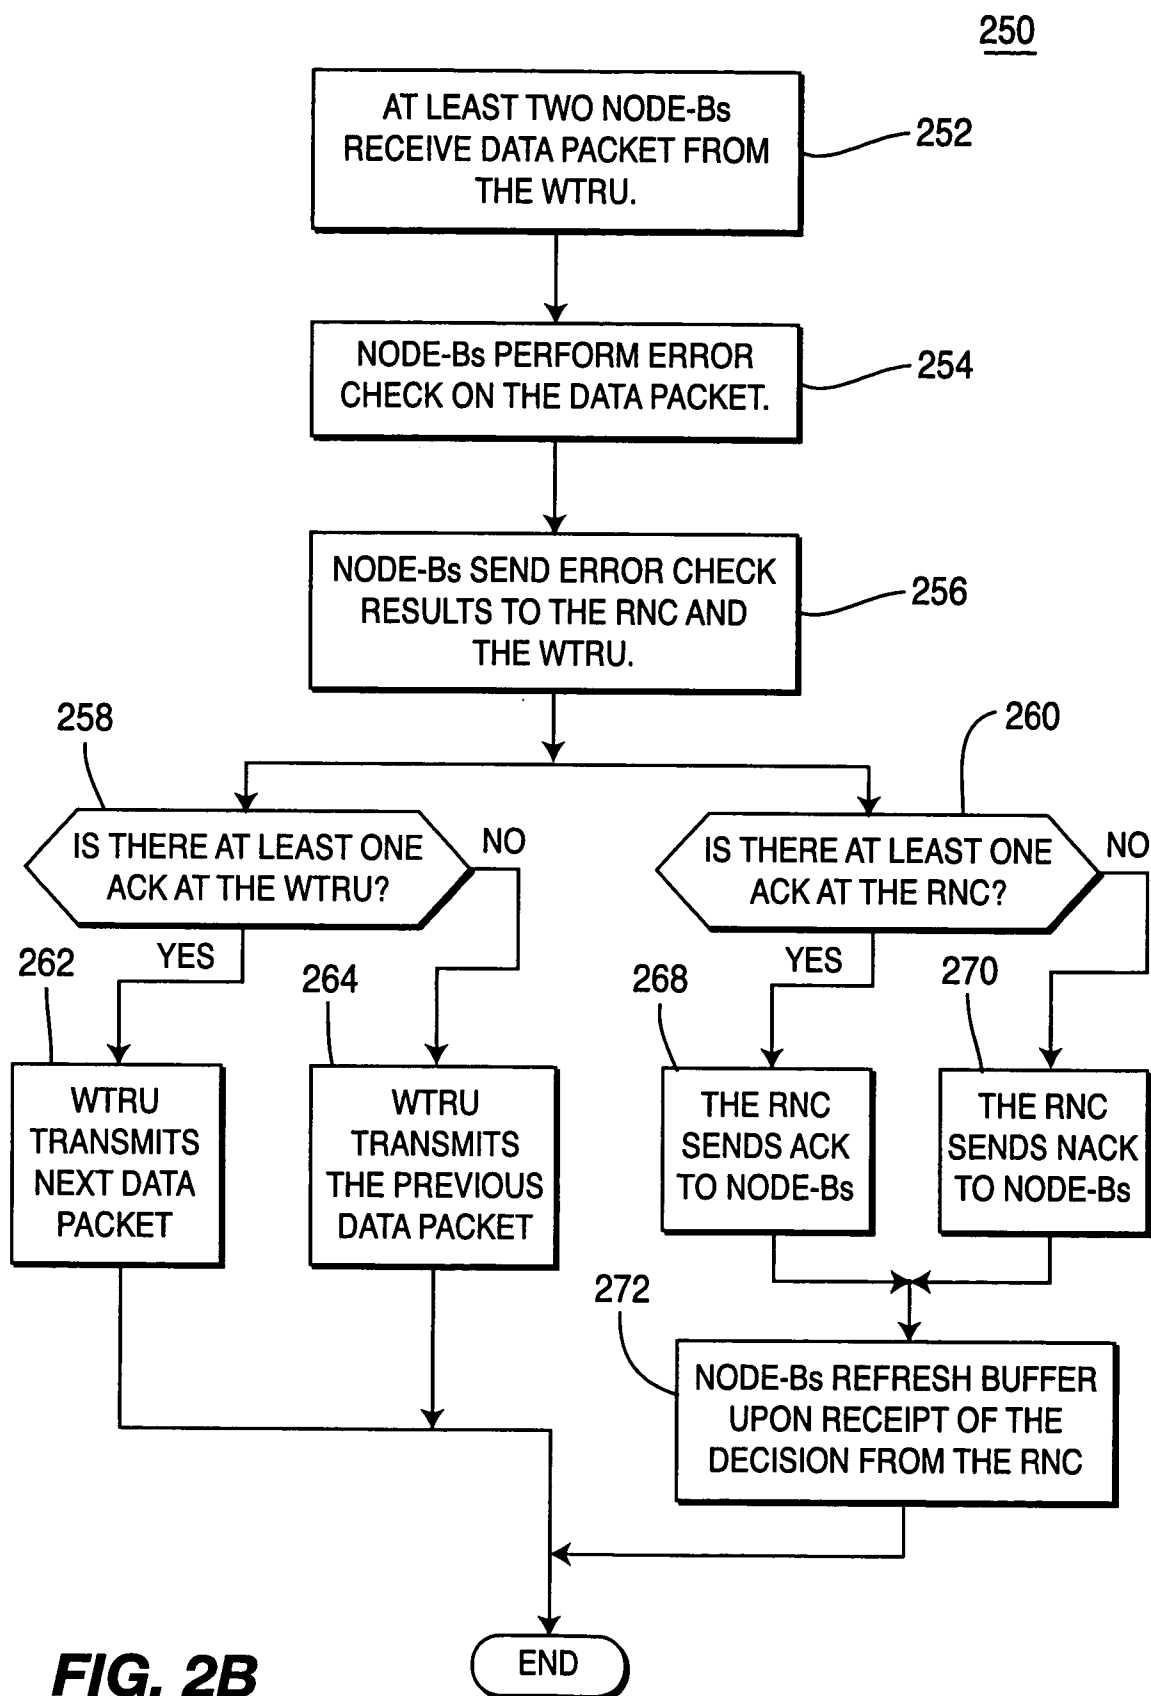 250
AT LEAST TWO NODE-Bs
RECEIVE DATA PACKET FROM
THE WTRU.
252
NODE-Bs PERFORM ERROR
CHECK ON THE DATA PACKET.
254
NODE-Bs SEND ERROR CHECK
RESULTS TO THE RNC AND
THE WTRU.
256
258
IS THERE AT LEAST ONE
ACK AT THE WTRU?
NO
YES
260
IS THERE AT LEAST ONE
ACK AT THE RNC?
NO
YES
262
WTRU
TRANSMITS
NEXT DATA
PACKET
264
WTRU
TRANSMITS
THE PREVIOUS
DATA PACKET
268
THE RNC
SENDS ACK
TO NODE-Bs
270
THE RNC
SENDS NACK
TO NODE-Bs
272
NODE-Bs REFRESH BUFFER
UPON RECEIPT OF THE
DECISION FROM THE RNC
END
FIG. 2B